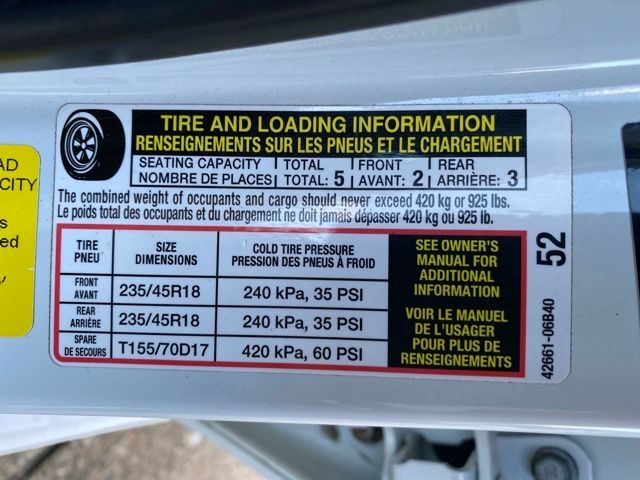 TIRE AND LOADING INFORMATION
RENSEIGNEMENTS SUR LES PNEUS ET LE CHARGEMENT
SEATING CAPACITY TOTAL FRONT REAR
NOMBRE DE PLACES TOTAL: 5 AVANT: 2 ARRIÈRE: 3
The combined weight of occupants and cargo should never exceed 420 kg or 925 lbs.
Le poids total des occupants et du chargement ne doit jamais dépasser 420 kg ou 925 lb.
TIRE
PNEU
SIZE
DIMENSIONS
COLD TIRE PRESSURE
PRESSION DES PNEUS À FROID
FRONT
AVANT
235/45R18
240 kPa, 35 PSI
REAR
ARRIÈRE
235/45R18
240 kPa, 35 PSI
SPARE
DE SECOURS
T155/70D17
420 kPa, 60 PSI
SEE OWNER'S
MANUAL FOR
ADDITIONAL
INFORMATION
VOIR LE MANUEL
DE L'USAGER
POUR PLUS DE
RENSEIGNEMENTS
52
42661-06B40
AD
CITY
s
ed